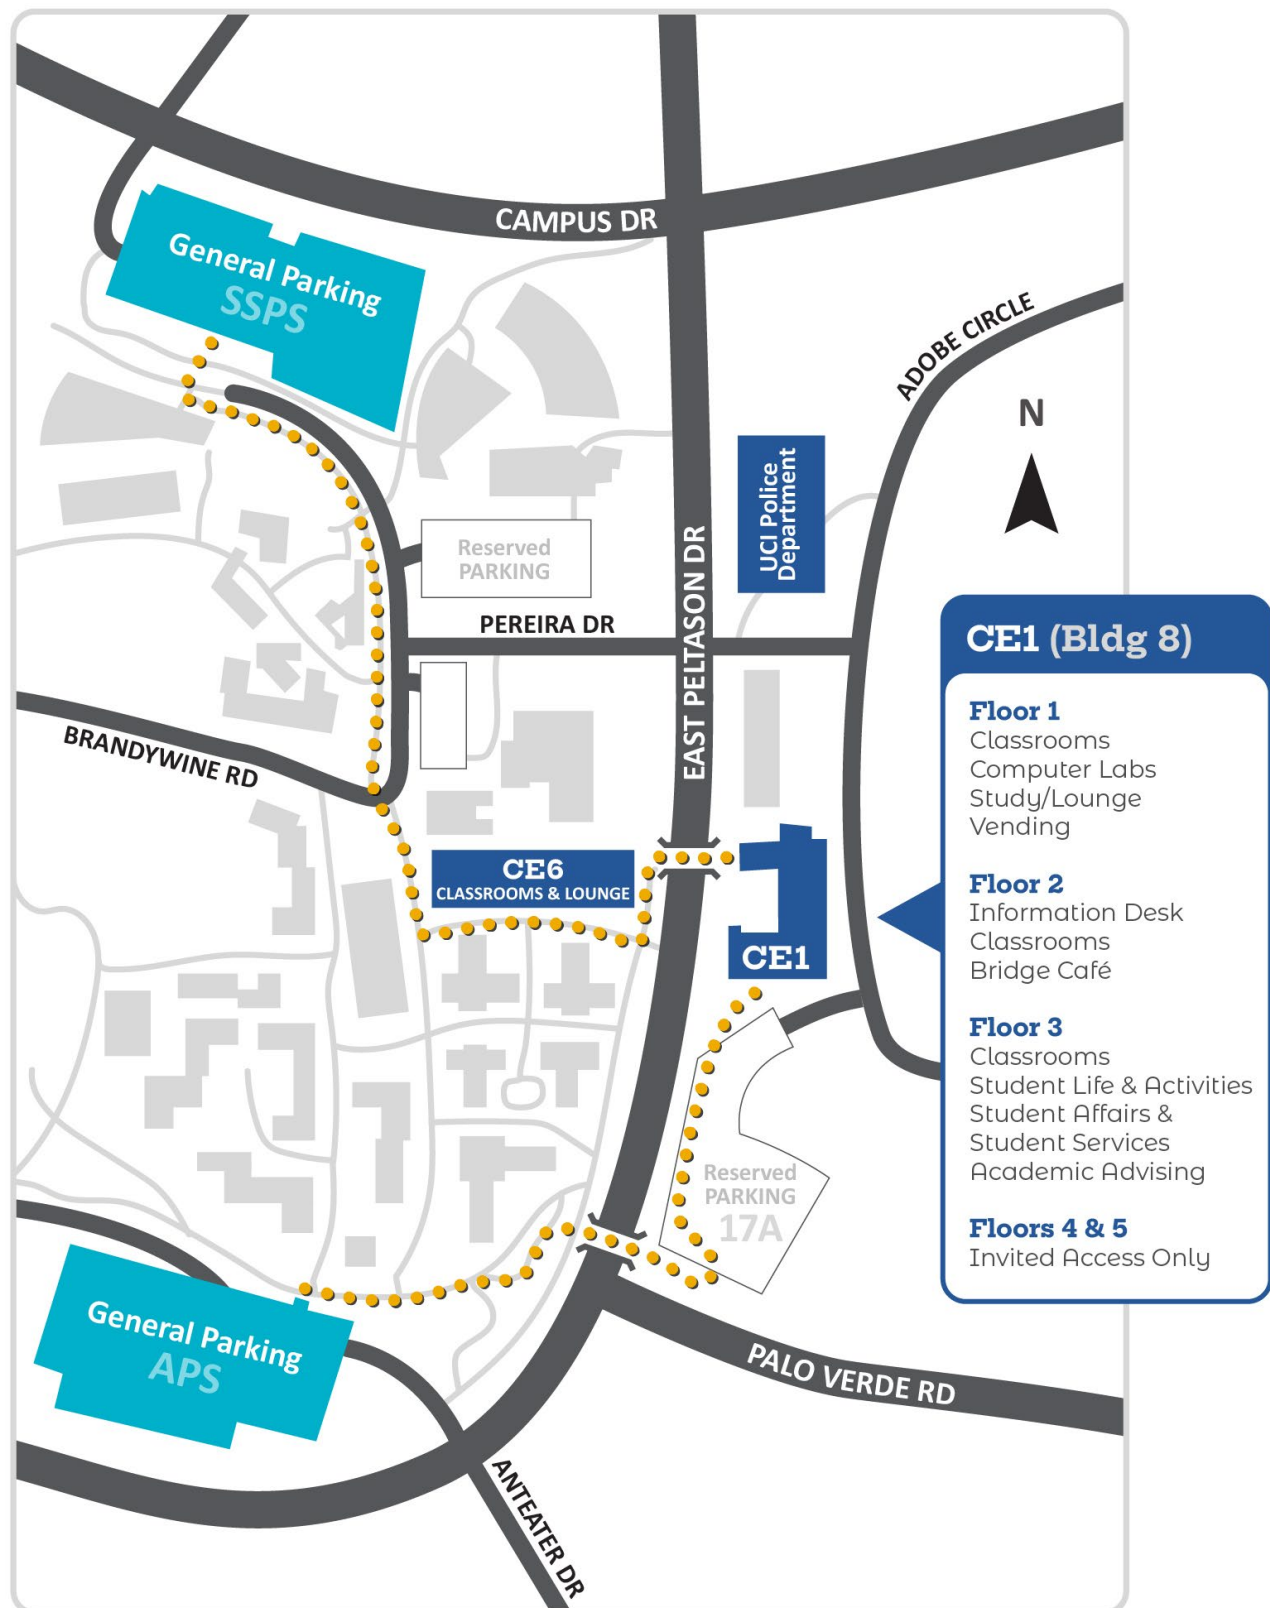 CAMPUS DR
General Parking
SSPS
ADOBE CIRCLE
N
UCI Police
Department
EAST PELTASON DR
Reserved
PARKING
PEREIRA DR
BRANDYWINE RD
CE6
CLASSROOMS & LOUNGE
CE1
Reserved
PARKING
17A
General Parking
APS
PALO VERDE RD
ANTEATER DR
CE1 (Bldg 8)
Floor 1
Classrooms
Computer Labs
Study/Lounge
Vending
Floor 2
Information Desk
Classrooms
Bridge Café
Floor 3
Classrooms
Student Life & Activities
Student Affairs &
Student Services
Academic Advising
Floors 4 & 5
Invited Access Only